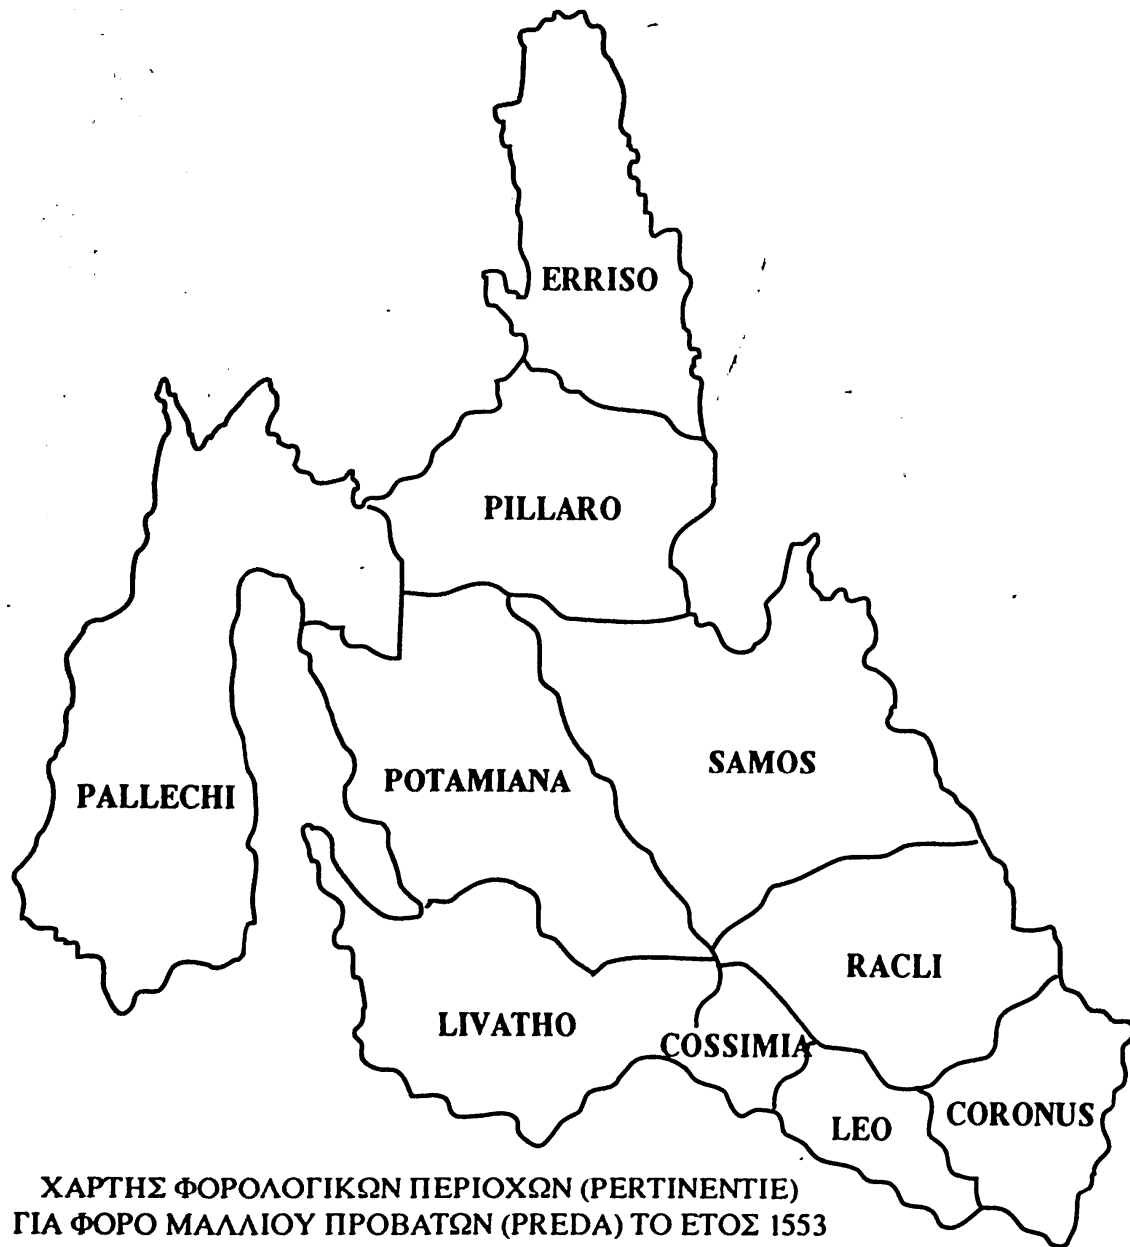 ERRISO
PILLARO
SAMOS
POTAMIANA
PALLECHI
RACLI
LIVATHO
COSSIMIA
CORONUS
LEO
ΧΑΡΤΗΣ ΦΟΡΟΛΟΓΙΚΩΝ ΠΕΡΙΟΧΩΝ (PERTINENTIE)
ΓΙΑ ΦΟΡΟ ΜΑΛΛΙΟΥ ΠΡΟΒΑΤΩΝ (PREDA) ΤΟ ΕΤΟΣ 1553